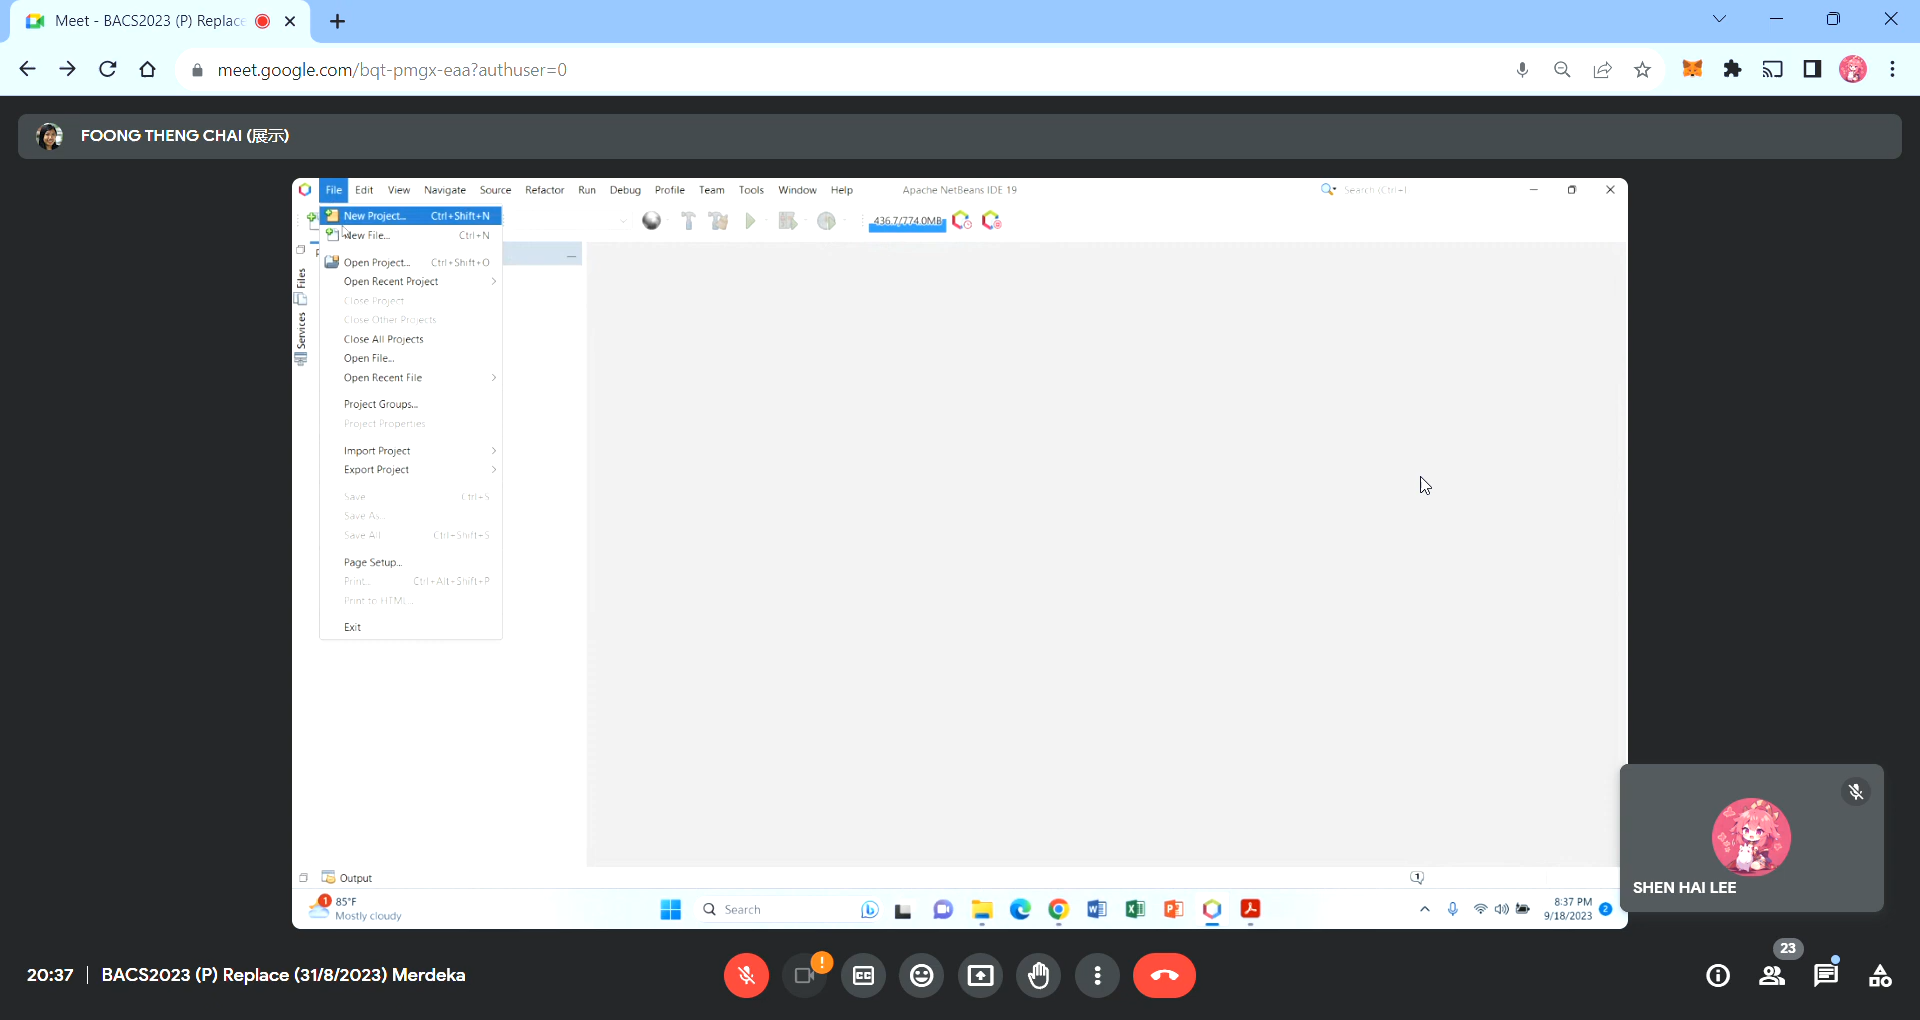 Meet - BACS2023 (P) Replace
meet.google.com/bqt-pmgx-eaa?authuser=0
FOONG THENG CHAI (展示)
File Edit View Navigate Source Refactor Run Debug Profile Team Tools Window Help Apache NetBeans IDE 19 Search (Ctrl+I)
New Project... Ctrl+Shift+N
436.7/774.0MB
New File... Ctrl+N
Open Project... Ctrl+Shift+O
Open Recent Project
Close Project
Close Other Projects
Close All Projects
Open File...
Open Recent File
Project Groups...
Project Properties
Import Project
Export Project
Save Ctrl+S
Save As...
Save All Ctrl+Shift+S
Page Setup...
Print... Ctrl+Alt+Shift+P
Print to HTML...
Exit
Files
Services
Output
1
1
85°F
Mostly cloudy
Search
8:37 PM
9/18/2023
2
SHEN HAI LEE
20:37 | BACS2023 (P) Replace (31/8/2023) Merdeka
23